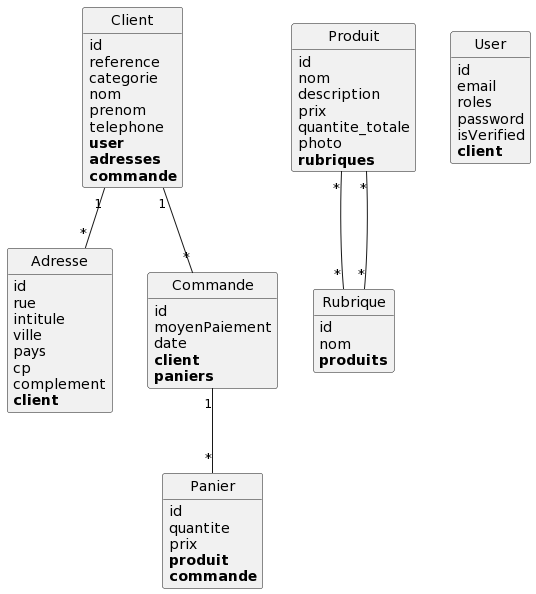 Client
id
reference
categorie
nom
prenom
telephone
user
adresses
commande
Produit
id
nom
description
prix
quantite_totale
photo
rubriques
User
id
email
roles
password
isVerified
client
1
*
1
*
*
*
*
*
Adresse
id
rue
intitule
ville
pays
cp
complement
client
Commande
id
moyenPaiement
date
client
paniers
Rubrique
id
nom
produits
1
*
Panier
id
quantite
prix
produit
commande